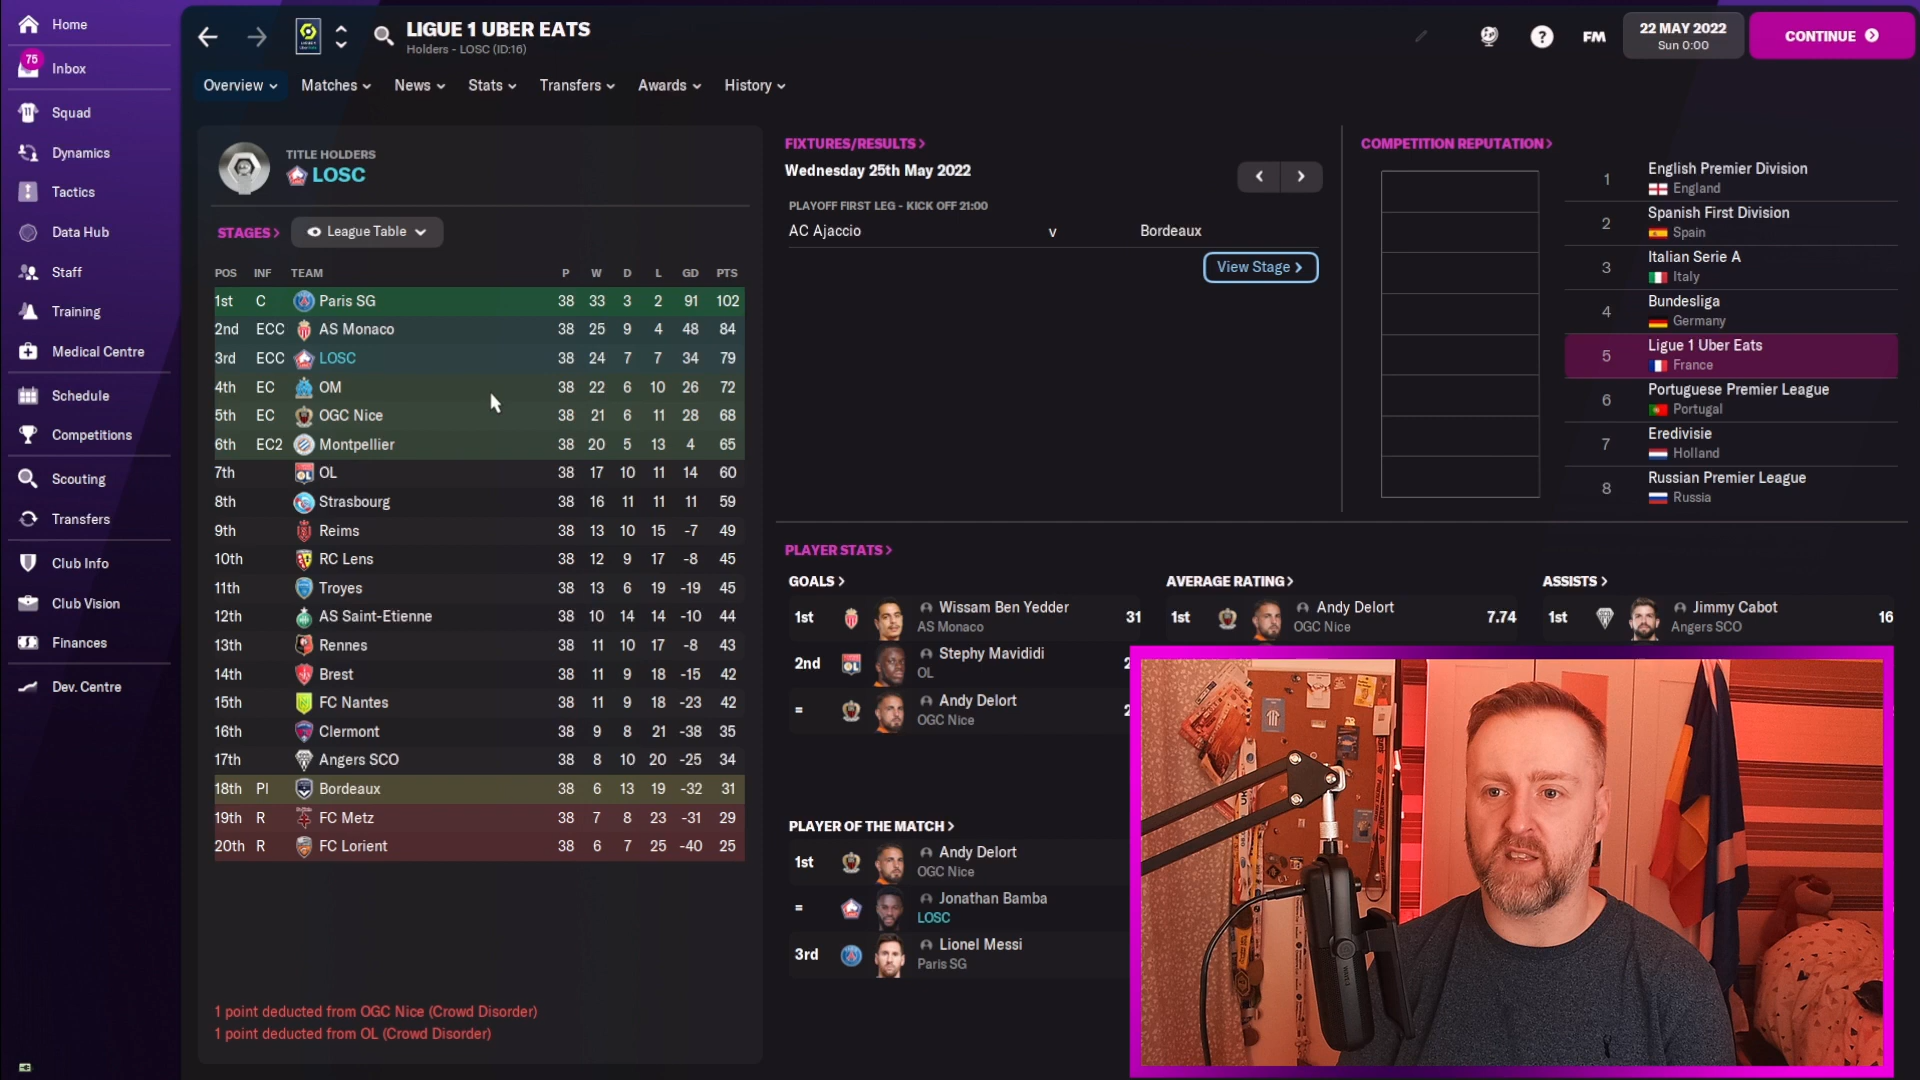 Home
75
Inbox
Squad
Dynamics
Tactics
Data Hub
Staff
Training
Medical Centre
Schedule
Competitions
Scouting
Transfers
Club Info
Club Vision
Finances
Dev. Centre
LIGUE 1 UBER EATS
Holders - LOSC (ID:16)
FM
22 MAY 2022
Sun 0:00
CONTINUE
Overview Matches News Stats Transfers Awards History
TITLE HOLDERS
LOSC
STAGES > League Table
POS INF TEAM P W D L GD PTS
1st C Paris SG 38 33 3 2 91 102
2nd ECC AS Monaco 38 25 9 4 48 84
3rd ECC LOSC 38 24 7 7 34 79
4th EC OM 38 22 6 10 26 72
5th EC OGC Nice 38 21 6 11 28 68
6th EC2 Montpellier 38 20 5 13 4 65
7th OL 38 17 10 11 14 60
8th Strasbourg 38 16 11 11 11 59
9th Reims 38 13 10 15 -7 49
10th RC Lens 38 12 9 17 -8 45
11th Troyes 38 13 6 19 -19 45
12th AS Saint-Etienne 38 10 14 14 -10 44
13th Rennes 38 11 10 17 -8 43
14th Brest 38 11 9 18 -15 42
15th FC Nantes 38 11 9 18 -23 42
16th Clermont 38 9 8 21 -38 35
17th Angers SCO 38 8 10 20 -25 34
18th Pl Bordeaux 38 6 13 19 -32 31
19th R FC Metz 38 7 8 23 -31 29
20th R FC Lorient 38 6 7 25 -40 25
1 point deducted from OGC Nice (Crowd Disorder)
1 point deducted from OL (Crowd Disorder)
FIXTURES/RESULTS >
Wednesday 25th May 2022
PLAYOFF FIRST LEG - KICK OFF 21:00
AC Ajaccio v Bordeaux
View Stage >
COMPETITION REPUTATION >
1 English Premier Division
England
2 Spanish First Division
Spain
3 Italian Serie A
Italy
4 Bundesliga
Germany
5 Ligue 1 Uber Eats
France
6 Portuguese Premier League
Portugal
7 Eredivisie
Holland
8 Russian Premier League
Russia
PLAYER STATS >
GOALS >
1st Wissam Ben Yedder 31
AS Monaco
2nd Stephy Mavididi 2
OL
= Andy Delort 2
OGC Nice
AVERAGE RATING >
1st Andy Delort 7.74
OGC Nice
ASSISTS >
1st Jimmy Cabot 16
Angers SCO
PLAYER OF THE MATCH >
1st Andy Delort
OGC Nice
= Jonathan Bamba
LOSC
3rd Lionel Messi
Paris SG